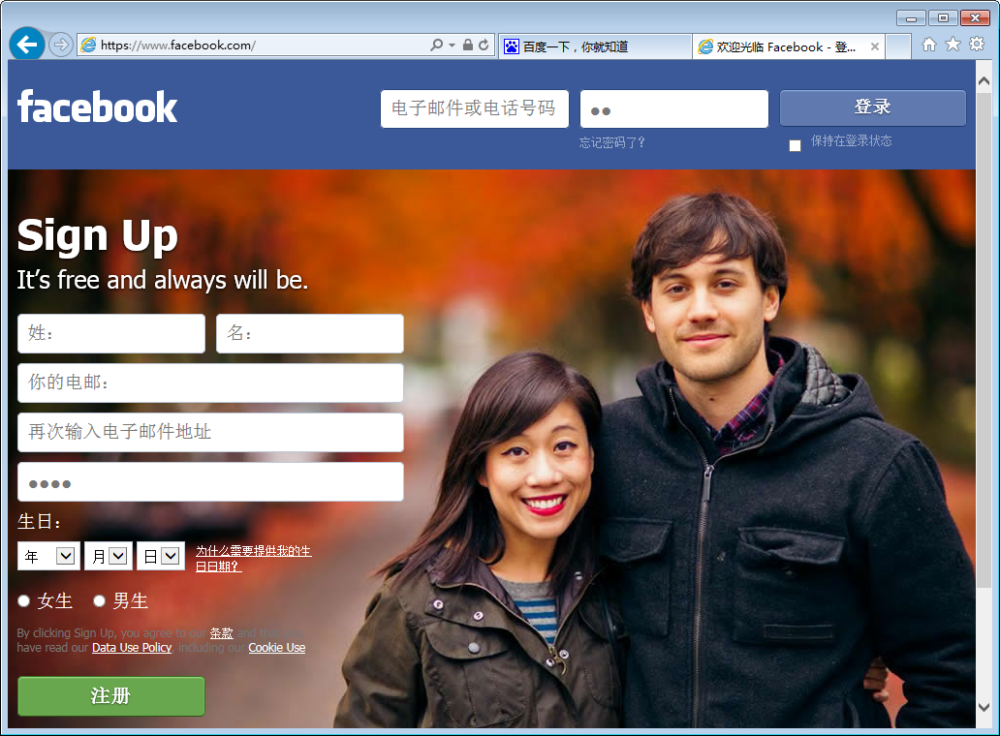 https://www.facebook.com/
百度一下，你就知道
欢迎光临 Facebook - 登...
facebook
电子邮件或电话号码
●●
登录
忘记密码了?
保持在登录状态
Sign Up
It's free and always will be.
姓：
名：
你的电邮：
再次输入电子邮件地址
●●●●
生日：
年
月
日
为什么需要提供我的生
日日期?
女生
男生
By clicking Sign Up, you agree to our 条款 and that you
have read our Data Use Policy, including our Cookie Use
注册